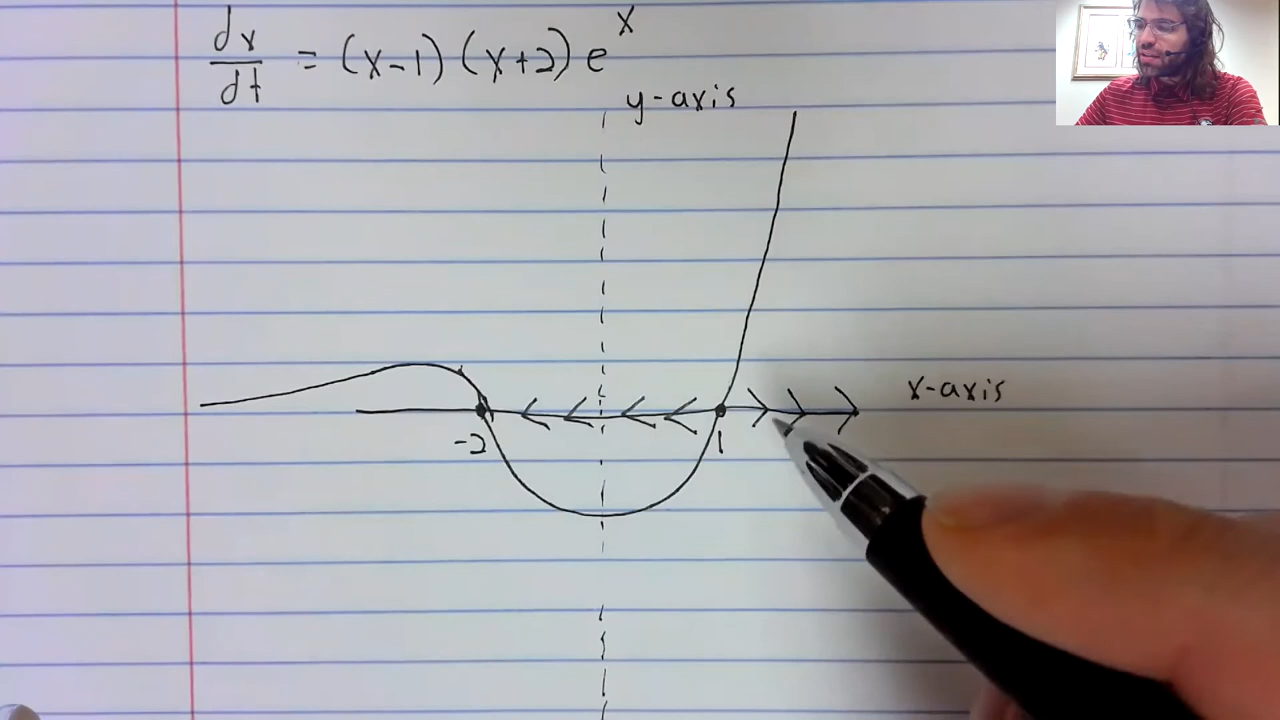 dx/dt = (x-1)(x+2)e^x
y-axis
x-axis
-2 1